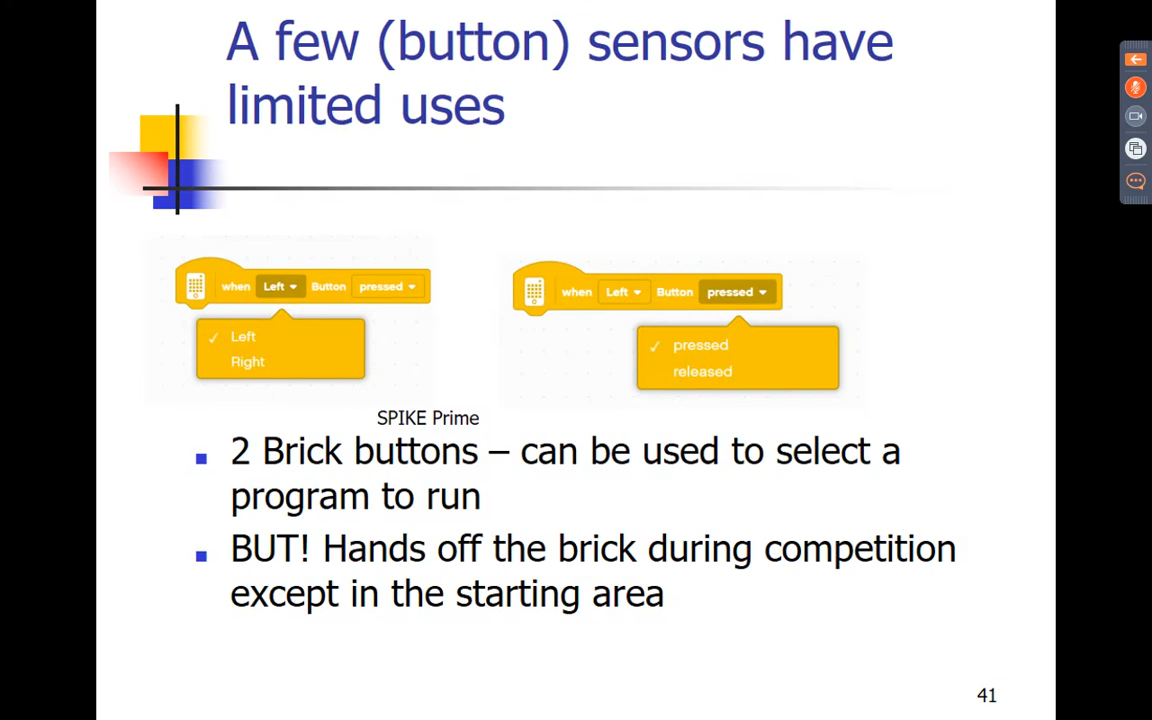 A few (button) sensors have
limited uses
when Left Button pressed
Left
Right
when Left Button pressed
pressed
released
SPIKE Prime
2 Brick buttons – can be used to select a
program to run
BUT! Hands off the brick during competition
except in the starting area
41